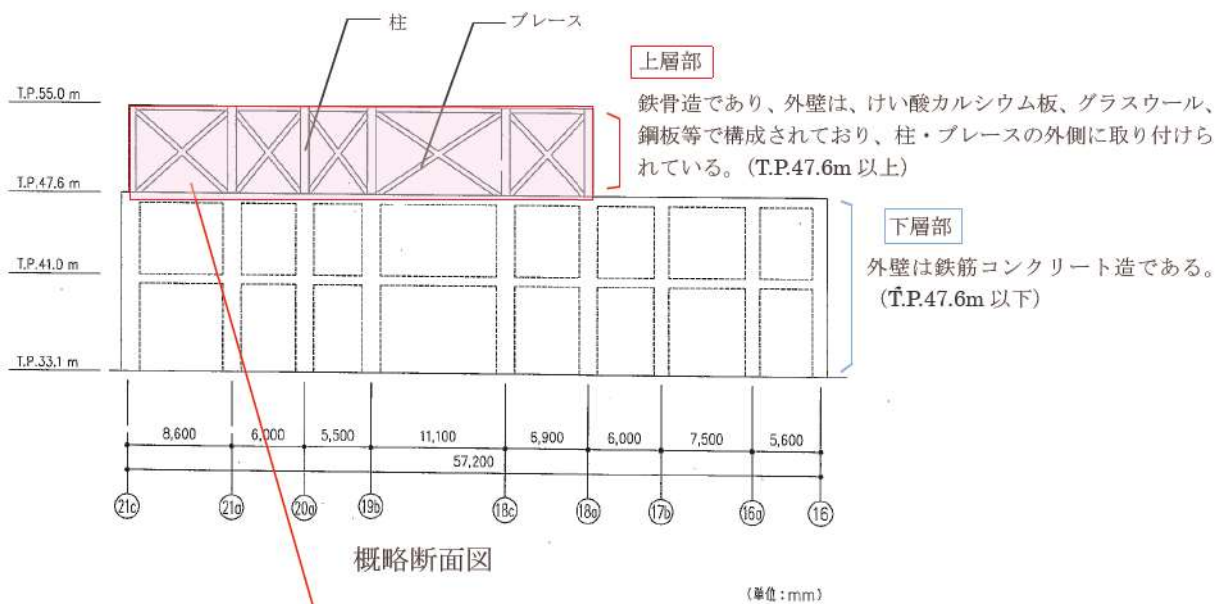 柱
ブレース
上層部
T.P.55.0 m
鉄骨造であり、外壁は、けい酸カルシウム板、グラスウール、
鋼板等で構成されており、柱・ブレースの外側に取り付けら
れている。（T.P.47.6m 以上）
T.P.47.6 m
下層部
外壁は鉄筋コンクリート造である。
（T.P.47.6m 以下）
T.P.41.0 m
T.P.33.1 m
8,600 6,000 5,500 11,100 6,900 6,000 7,500 5,600
57,200
21c 21a 20a 19b 18c 18a 17b 16a 16
概略断面図
（単位：mm）